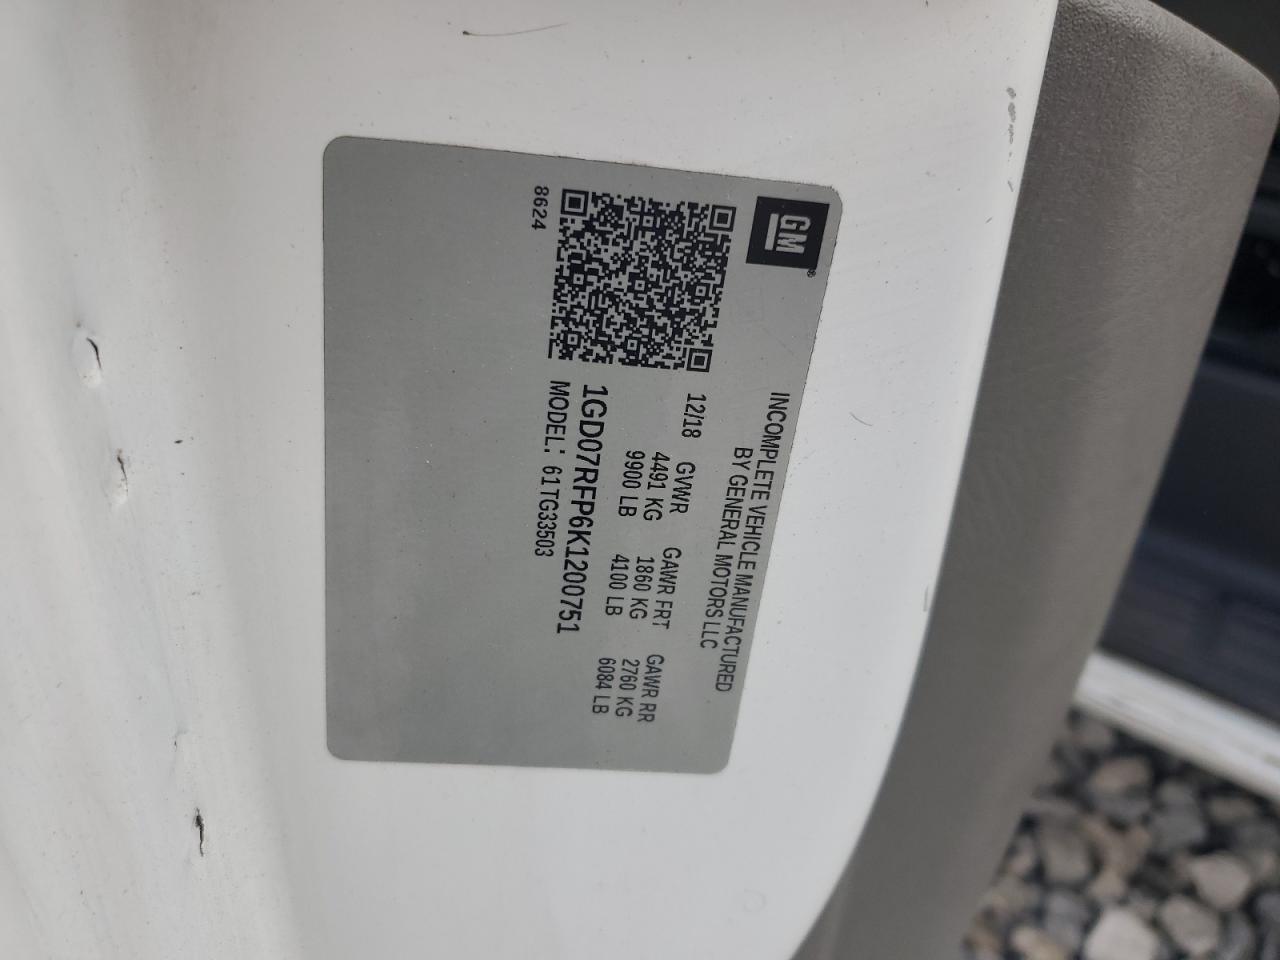 GM
INCOMPLETE VEHICLE MANUFACTURED
BY GENERAL MOTORS LLC
12/18 GVWR GAWR FRT GAWR RR
4491 KG 1860 KG 2760 KG
9900 LB 4100 LB 6084 LB
1GD07RFP6K1200751
MODEL: 61TG33503
8624